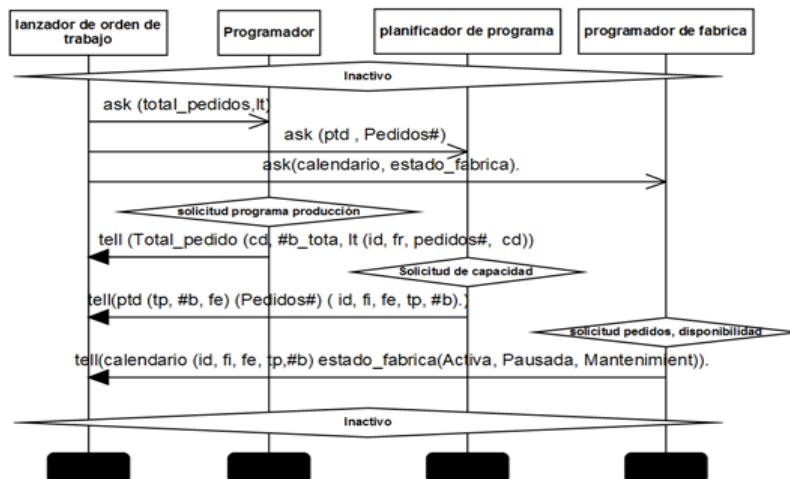 lanzador de orden de
trabajo
Programador
planificador de programa
programador de fabrica
Inactivo
ask (total_pedidos,lt)
ask (ptd , Pedidos#)
ask(calendario, estado_fabrica).
solicitud programa producción
tell (Total_pedido (cd, #b_tota, lt (id, fr, pedidos#, cd))
Solicitud de capacidad
tell(ptd (tp, #b, fe) (Pedidos#) ( id, fi, fe, tp, #b).)
solicitud pedidos, disponibilidad
tell(calendario (id, fi, fe, tp,#b) estado_fabrica(Activa, Pausada, Mantenimient)).
Inactivo